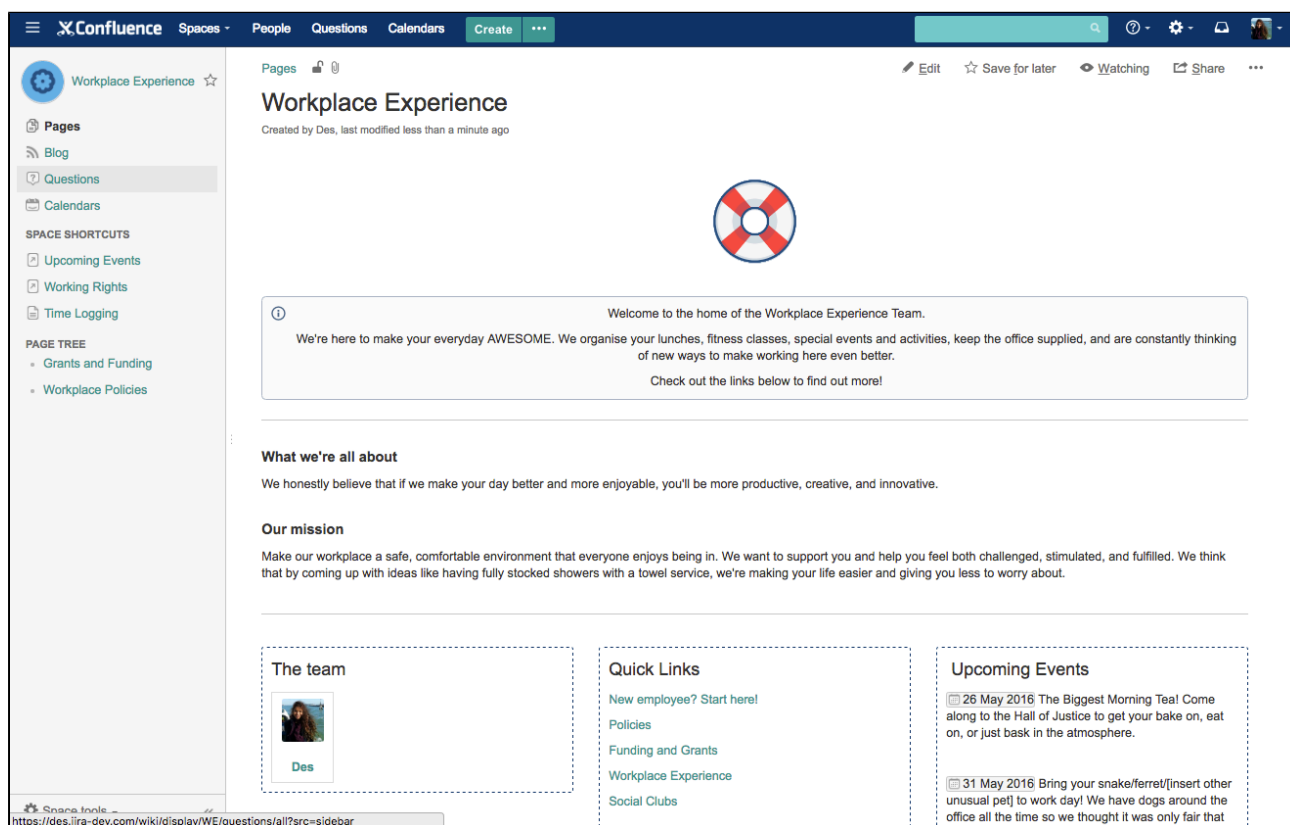 Confluence Spaces People Questions Calendars Create
Workplace Experience
Pages
Blog
Questions
Calendars
SPACE SHORTCUTS
Upcoming Events
Working Rights
Time Logging
PAGE TREE
Grants and Funding
Workplace Policies
Space tools
https://des.jira-dev.com/wiki/display/WE/questions/all?src=sidebar
Pages
Edit Save for later Watching Share
Workplace Experience
Created by Des, last modified less than a minute ago
Welcome to the home of the Workplace Experience Team.
We're here to make your everyday AWESOME. We organise your lunches, fitness classes, special events and activities, keep the office supplied, and are constantly thinking
of new ways to make working here even better.
Check out the links below to find out more!
What we're all about
We honestly believe that if we make your day better and more enjoyable, you'll be more productive, creative, and innovative.
Our mission
Make our workplace a safe, comfortable environment that everyone enjoys being in. We want to support you and help you feel both challenged, stimulated, and fulfilled. We think
that by coming up with ideas like having fully stocked showers with a towel service, we're making your life easier and giving you less to worry about.
The team
Des
Quick Links
New employee? Start here!
Policies
Funding and Grants
Workplace Experience
Social Clubs
Upcoming Events
26 May 2016 The Biggest Morning Tea! Come
along to the Hall of Justice to get your bake on, eat
on, or just bask in the atmosphere.
31 May 2016 Bring your snake/ferret/[insert other
unusual pet] to work day! We have dogs around the
office all the time so we thought it was only fair that